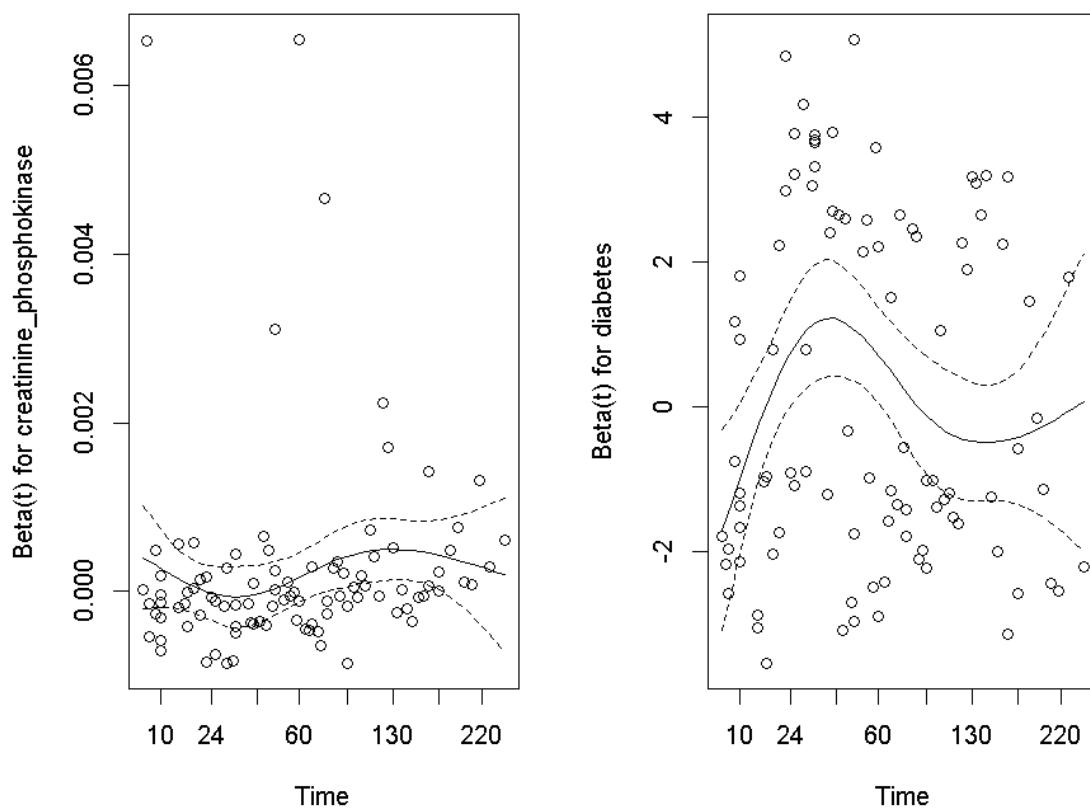 Beta(t) for creatinine_phosphokinase
0.006
0.004
0.002
0.000
10 24 60 130 220
Time
Beta(t) for diabetes
4
2
0
-2
10 24 60 130 220
Time